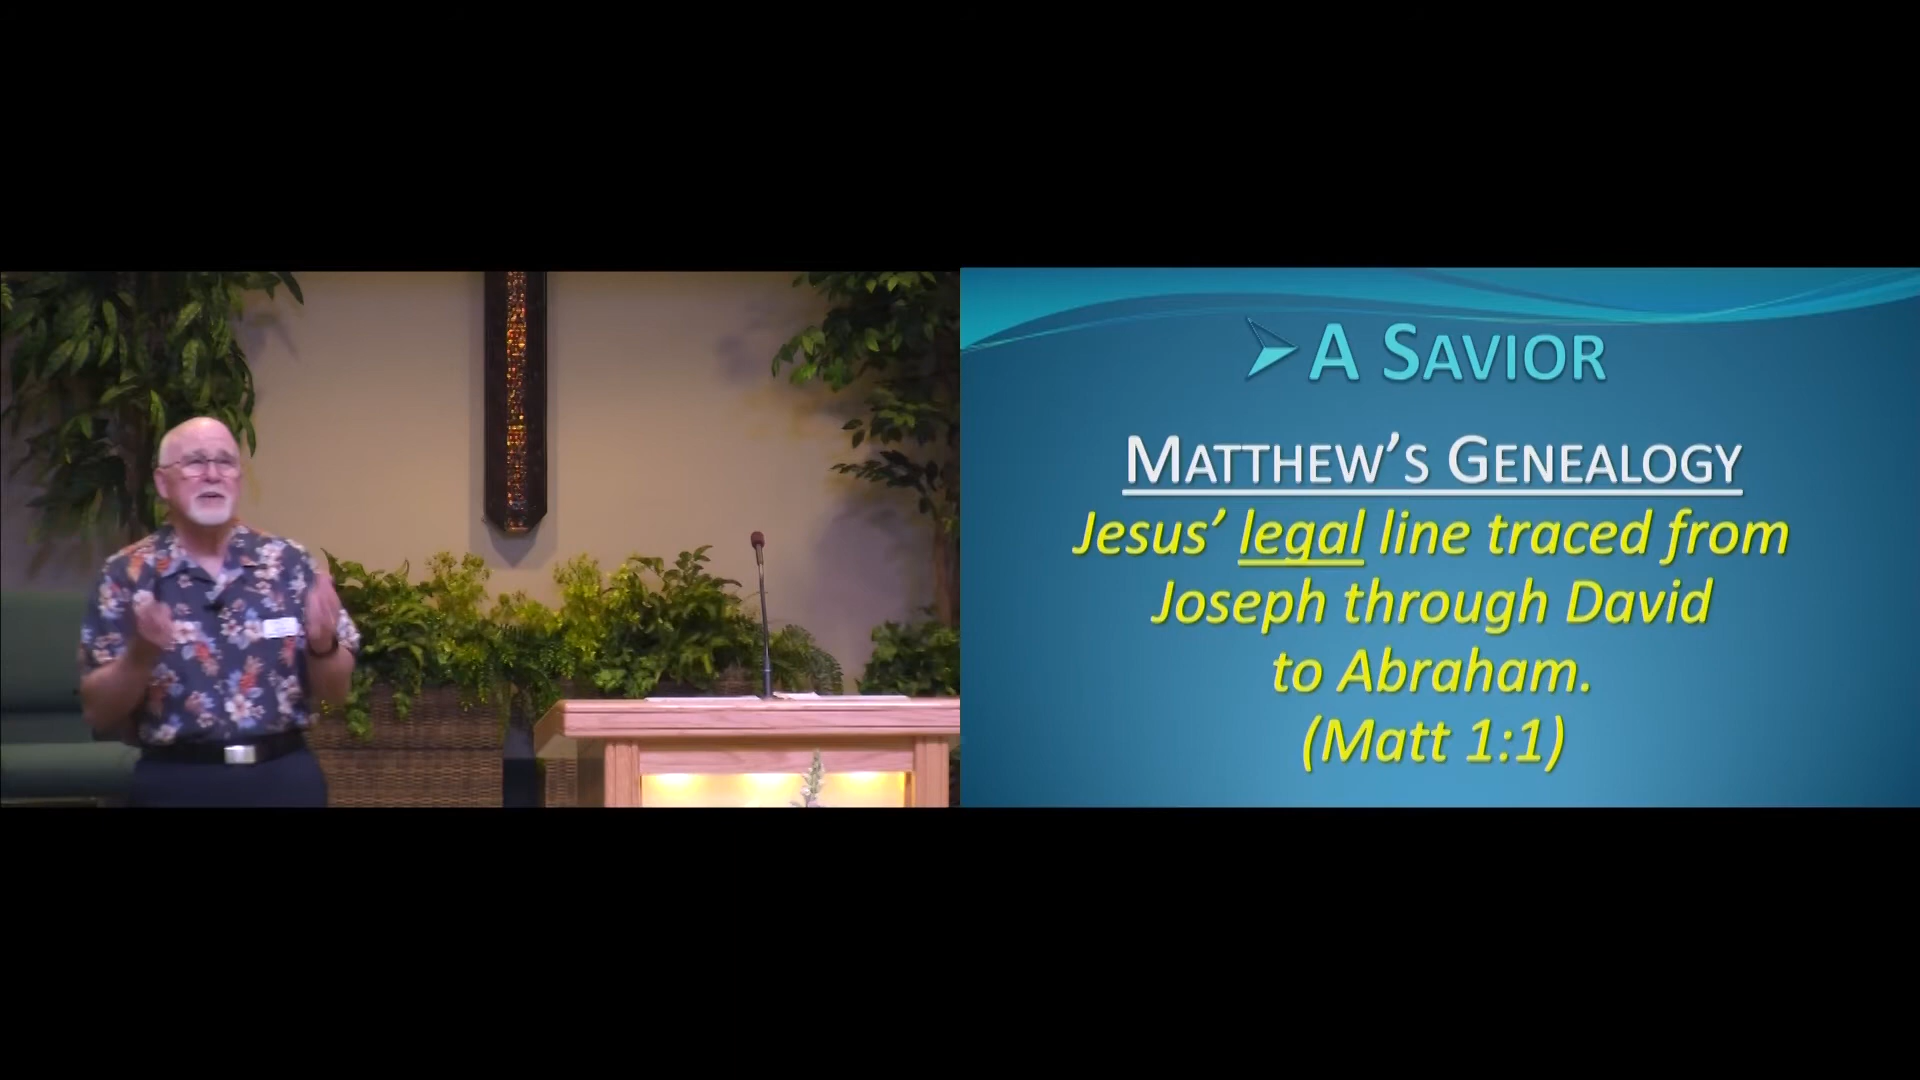 A SAVIOR
MATTHEW'S GENEALOGY
Jesus' legal line traced from
Joseph through David
to Abraham.
(Matt 1:1)